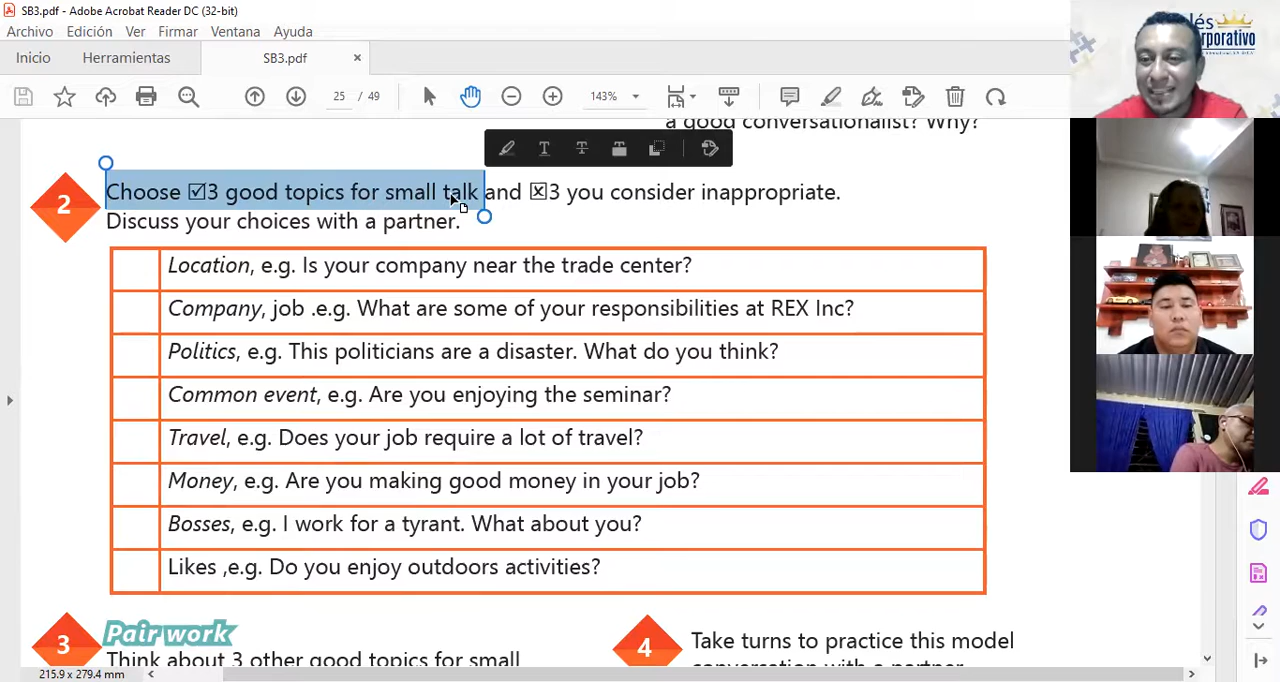 SB3.pdf - Adobe Acrobat Reader DC (32-bit)
Archivo Edición Ver Firmar Ventana Ayuda
Inicio Herramientas SB3.pdf ×
25 / 49 143%
a good conversationalist? Why?
2 Choose ☑3 good topics for small talk and ☒3 you consider inappropriate.
Discuss your choices with a partner.
Location, e.g. Is your company near the trade center?
Company, job .e.g. What are some of your responsibilities at REX Inc?
Politics, e.g. This politicians are a disaster. What do you think?
Common event, e.g. Are you enjoying the seminar?
Travel, e.g. Does your job require a lot of travel?
Money, e.g. Are you making good money in your job?
Bosses, e.g. I work for a tyrant. What about you?
Likes ,e.g. Do you enjoy outdoors activities?
3 Pair work
Think about 3 other good topics for small
4 Take turns to practice this model
conversation with a partner
215.9 x 279.4 mm